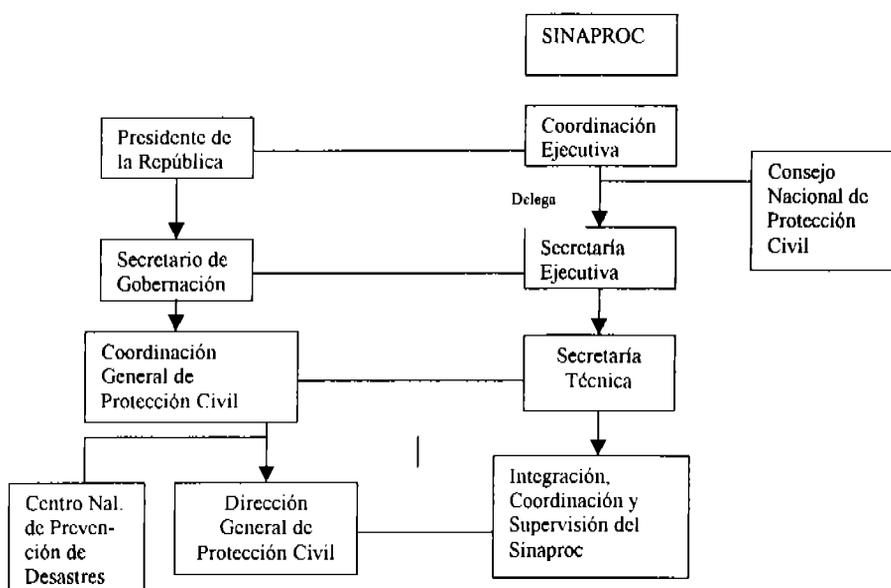 SINAPROC
Presidente de
la República
Coordinación
Ejecutiva
Consejo
Nacional de
Protección
Civil
Delega
Secretario de
Gobernación
Secretaría
Ejecutiva
Coordinación
General de
Protección Civil
Secretaría
Técnica
Centro Nal.
de Preven-
ción de
Desastres
Dirección
General de
Protección Civil
Integración,
Coordinación y
Supervisión del
Sinaproc